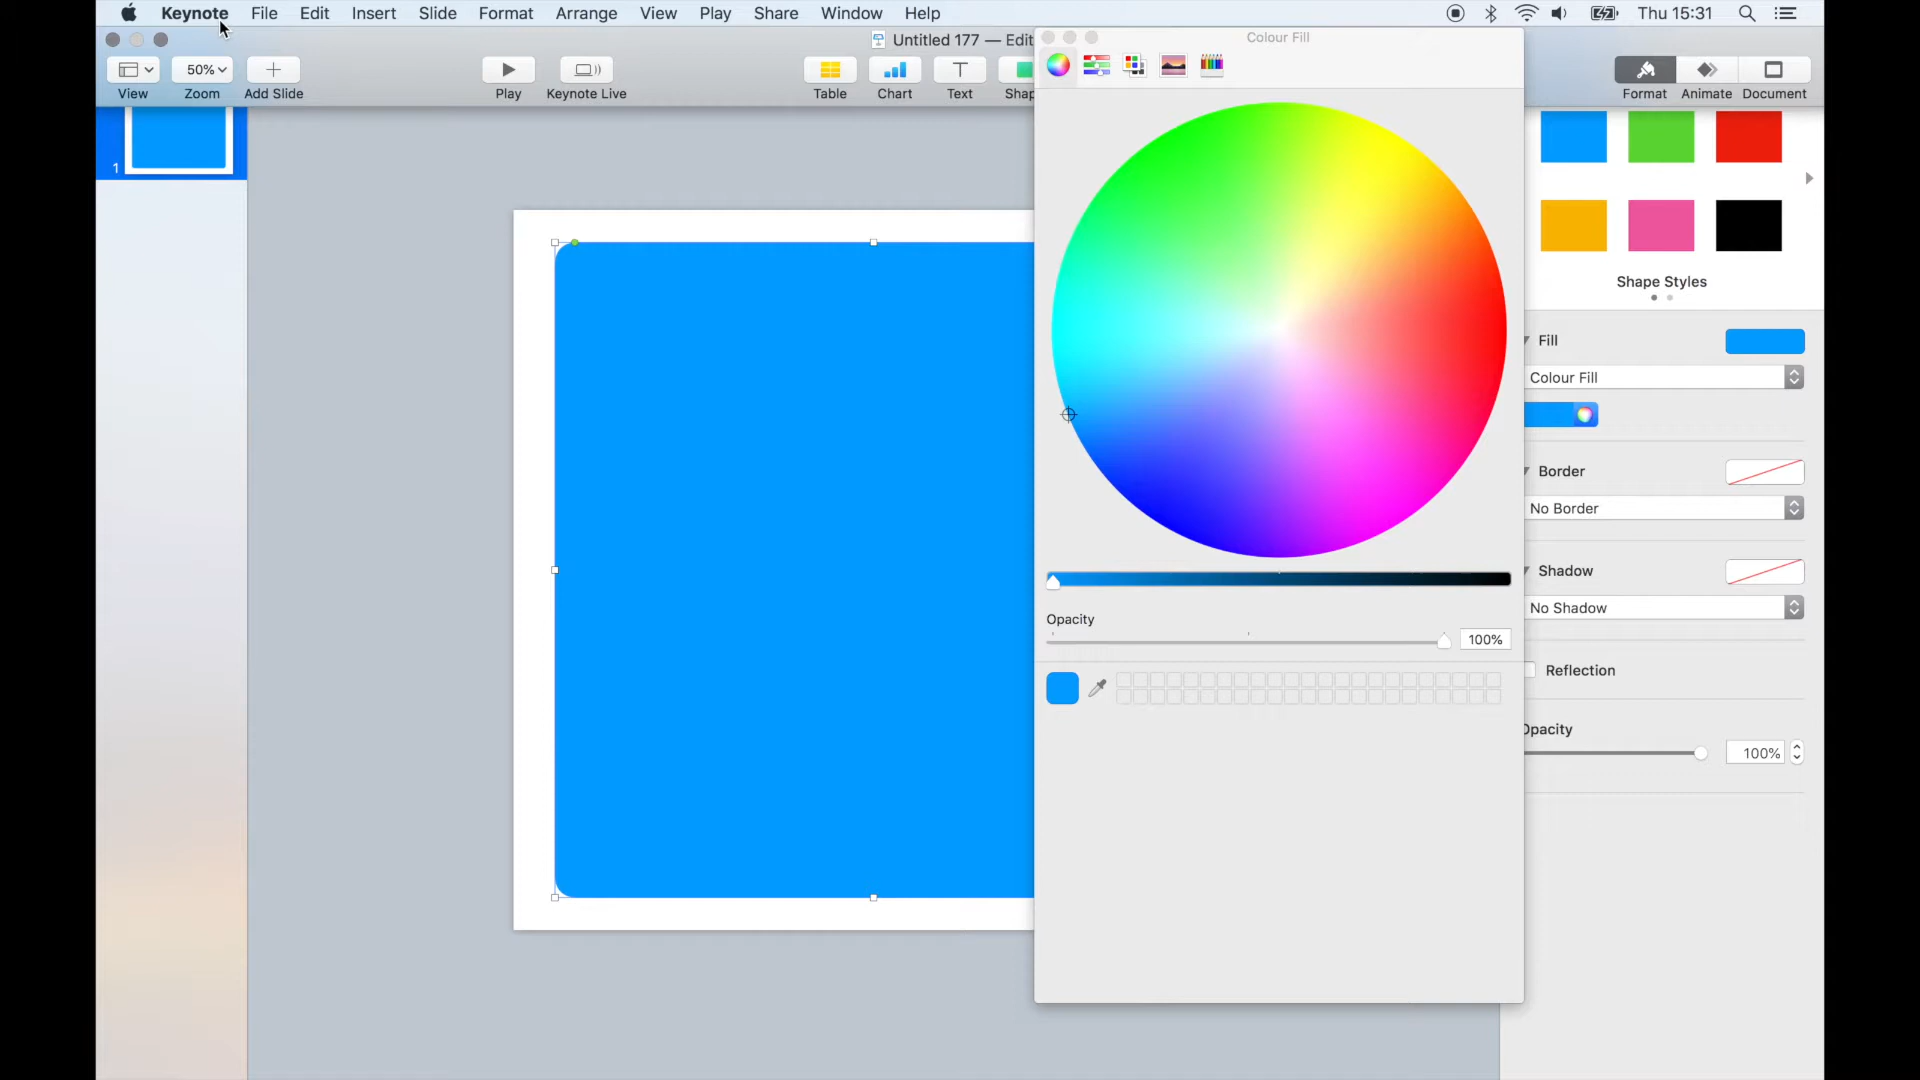 Keynote File Edit Insert Slide Format Arrange View Play Share Window Help Thu 15:31
Untitled 177 — Edit
Colour Fill
50%
View Zoom Add Slide Play Keynote Live Table Chart Text Shap Format Animate Document
1
Shape Styles
Fill
Colour Fill
Border
No Border
Shadow
No Shadow
Opacity
100%
Reflection
Opacity
100%